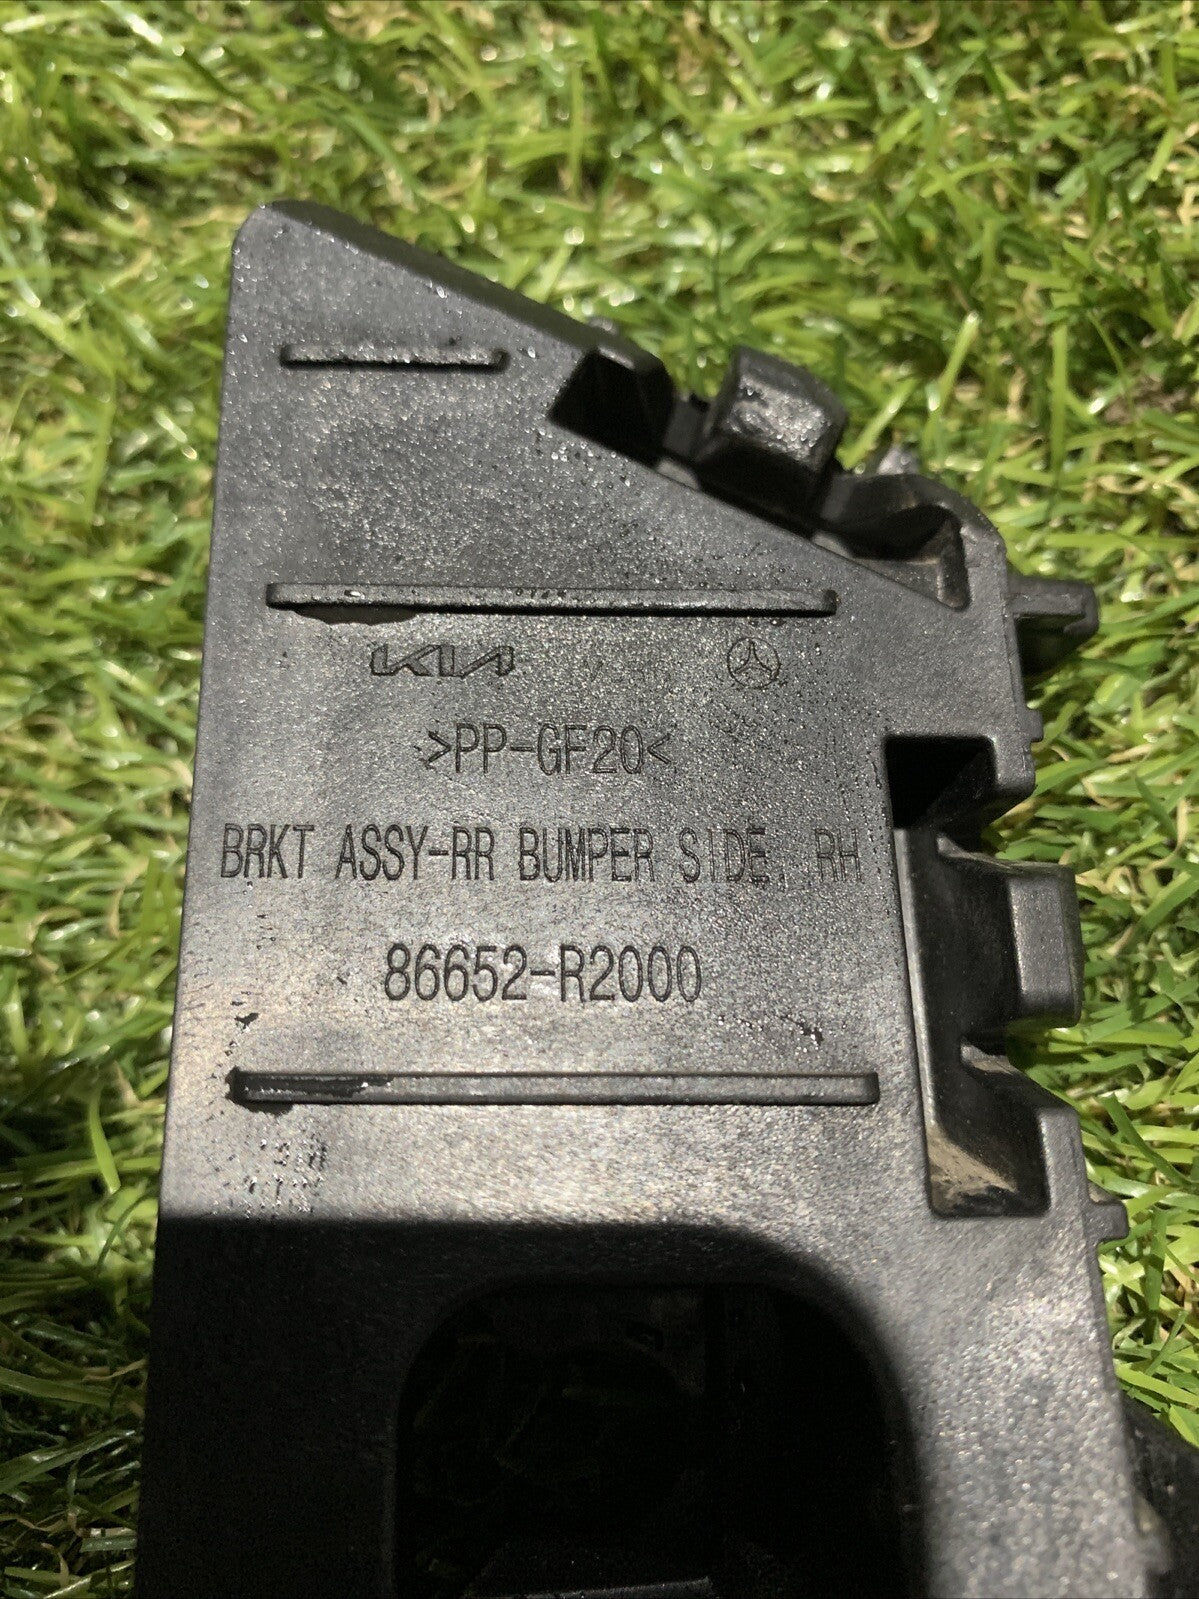 KIA
>PP-GF20<
BRKT ASSY-RR BUMPER SIDE, RH
86652-R2000